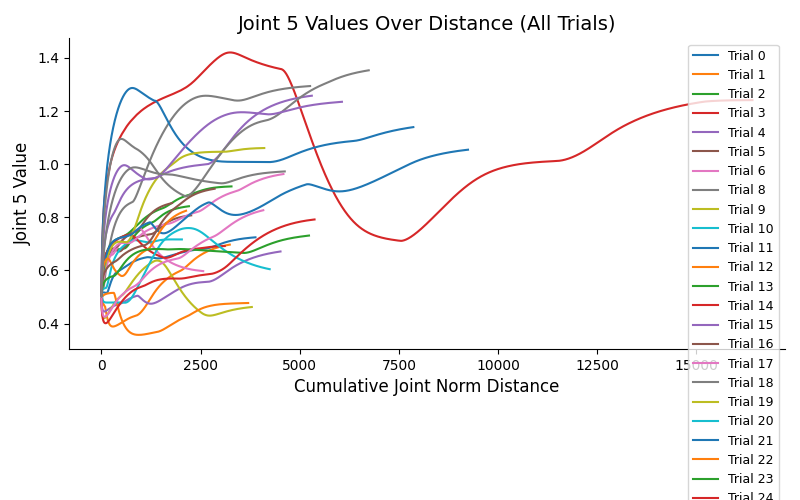 Joint 5 Values Over Distance (All Trials)
Joint 5 Value
1.4
1.2
1.0
0.8
0.6
0.4
0
2500
5000
7500
10000
12500
15000
Cumulative Joint Norm Distance
Trial 0
Trial 1
Trial 2
Trial 3
Trial 4
Trial 5
Trial 6
Trial 8
Trial 9
Trial 10
Trial 11
Trial 12
Trial 13
Trial 14
Trial 15
Trial 16
Trial 17
Trial 18
Trial 19
Trial 20
Trial 21
Trial 22
Trial 23
Trial 24